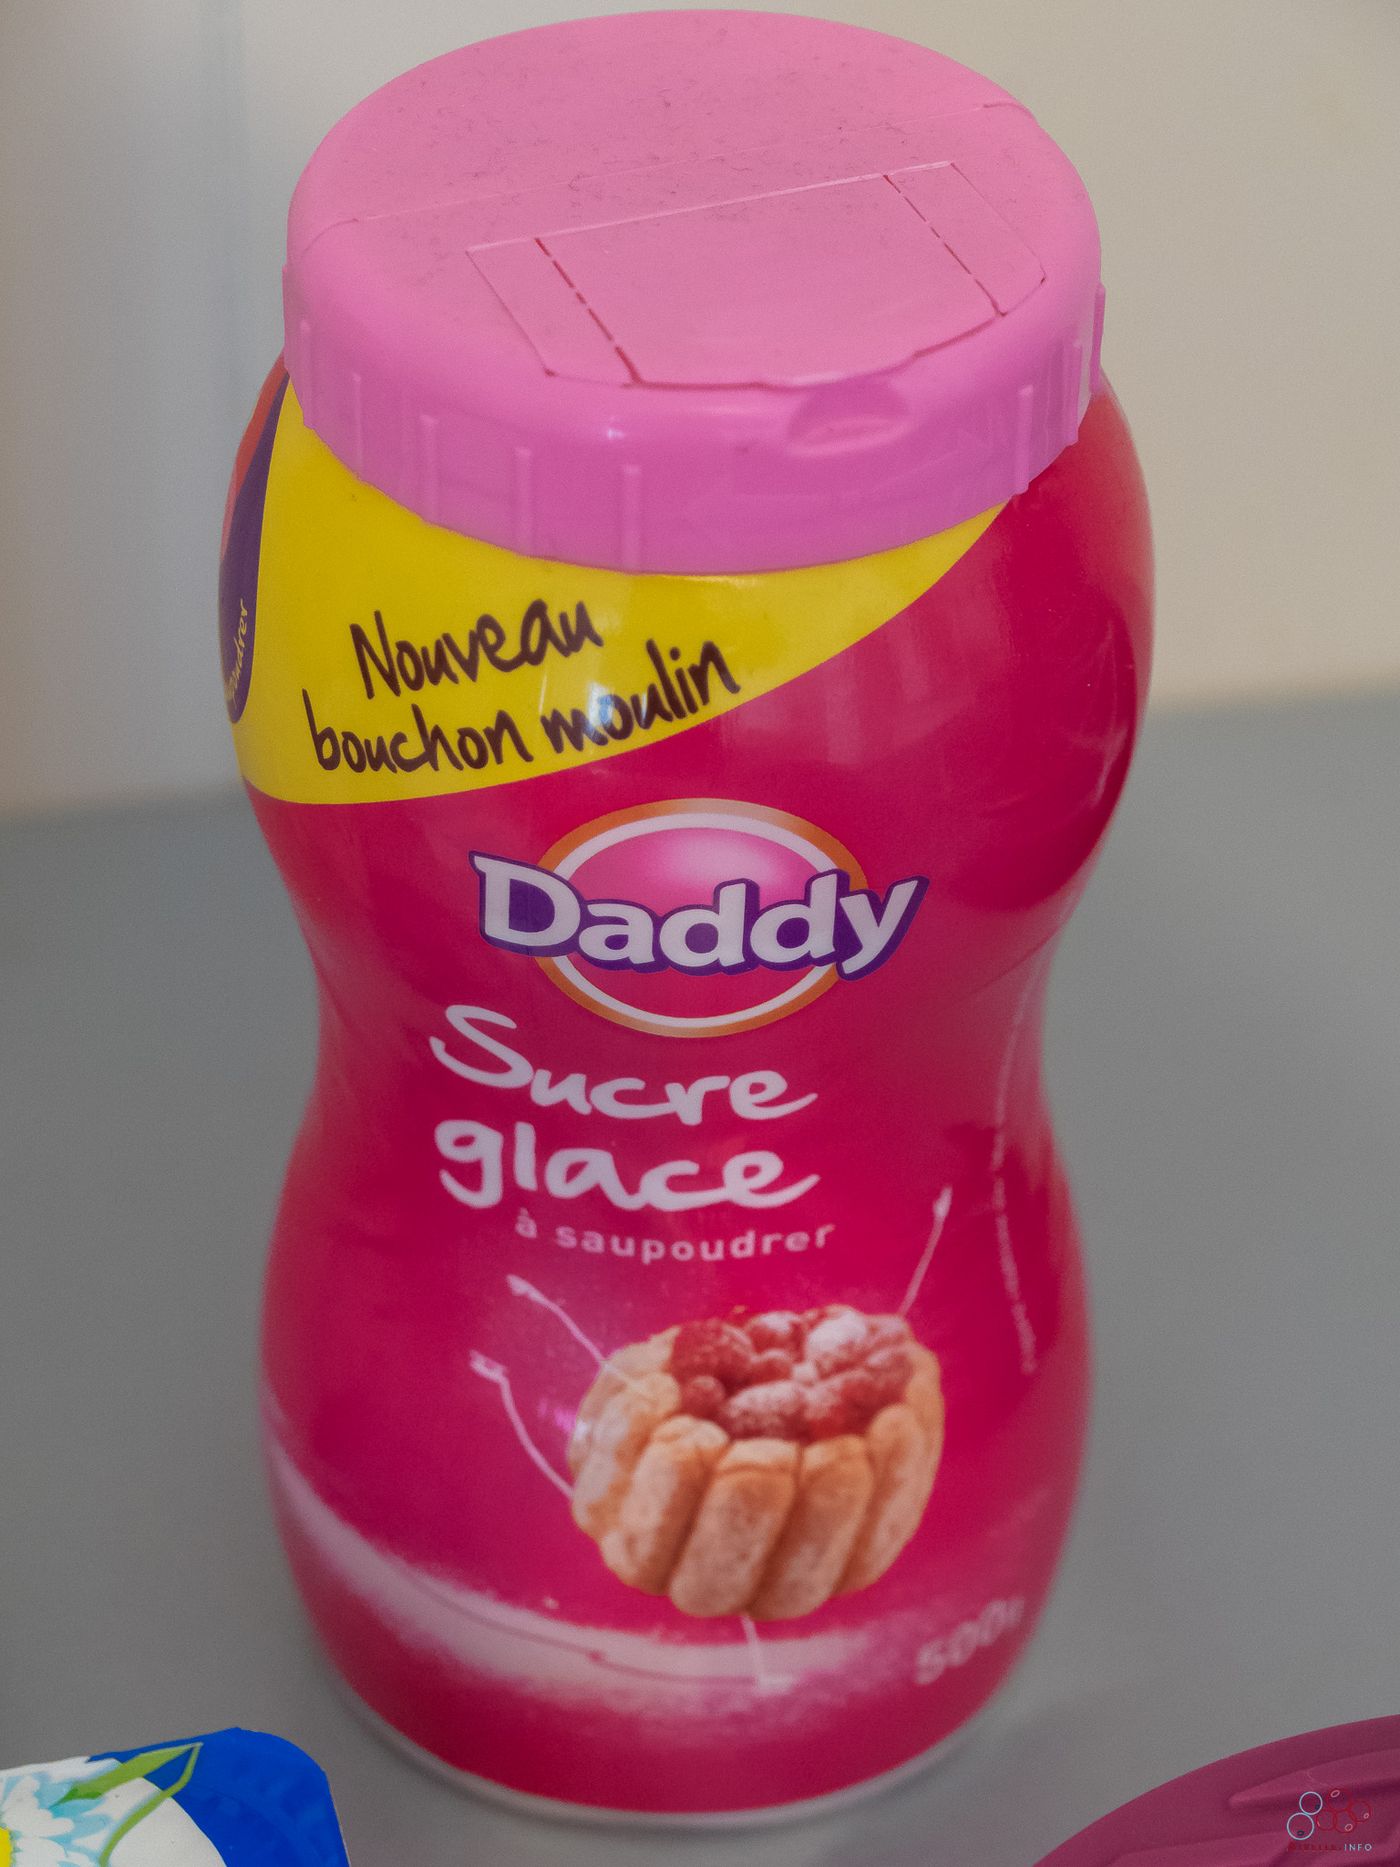 Nouveau
bouchon moulin
Daddy
Sucre
glace
à saupoudrer